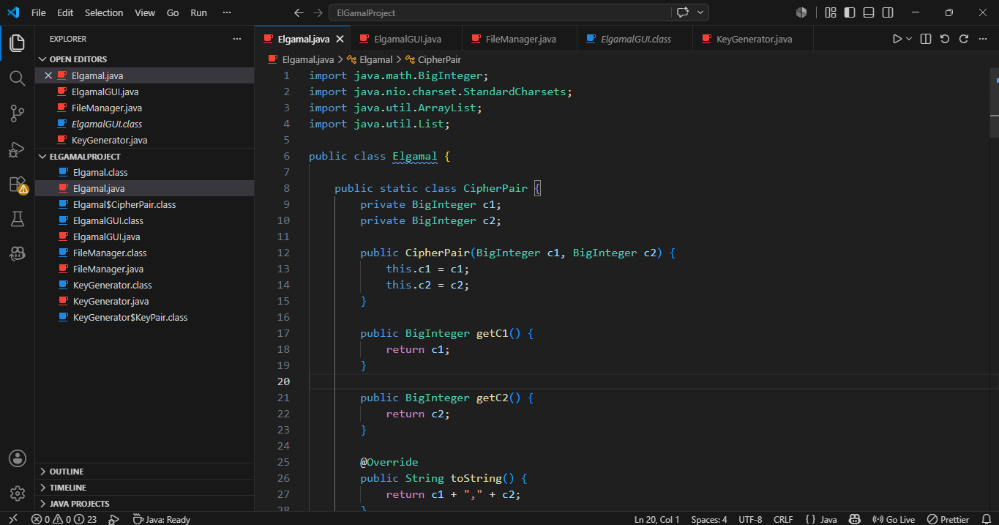 File Edit Selection View Go Run ··· ElGamalProject
EXPLORER ···
OPEN EDITORS
Elgamal.java
ElgamalGUI.java
FileManager.java
ElgamalGUI.class
KeyGenerator.java
ELGAMALPROJECT
Elgamal.class
Elgamal.java
Elgamal$CipherPair.class
ElgamalGUI.class
ElgamalGUI.java
FileManager.class
FileManager.java
KeyGenerator.class
KeyGenerator.java
KeyGenerator$KeyPair.class
OUTLINE
TIMELINE
JAVA PROJECTS
Elgamal.java ElgamalGUI.java FileManager.java ElgamalGUI.class KeyGenerator.java
Elgamal.java > Elgamal > CipherPair
1 import java.math.BigInteger;
2 import java.nio.charset.StandardCharsets;
3 import java.util.ArrayList;
4 import java.util.List;
5
6 public class Elgamal {
7
8 public static class CipherPair {
9 private BigInteger c1;
10 private BigInteger c2;
11
12 public CipherPair(BigInteger c1, BigInteger c2) {
13 this.c1 = c1;
14 this.c2 = c2;
15 }
16
17 public BigInteger getC1() {
18 return c1;
19 }
20
21 public BigInteger getC2() {
22 return c2;
23 }
24
25 @Override
26 public String toString() {
27 return c1 + "," + c2;
28 }
0 0 23 Java: Ready Ln 20, Col 1 Spaces: 4 UTF-8 CRLF { } Java Go Live Prettier